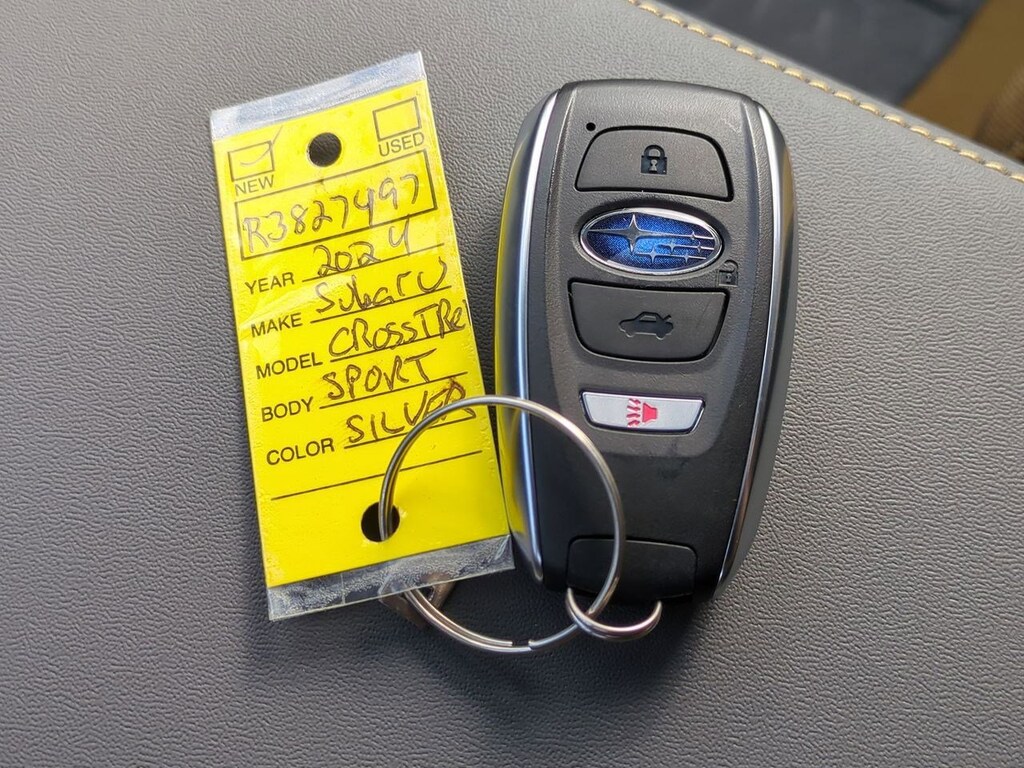 NEW USED
R3827497
YEAR 2024
MAKE Subaru
MODEL CROSSTRe
BODY SPORT
COLOR SILVER